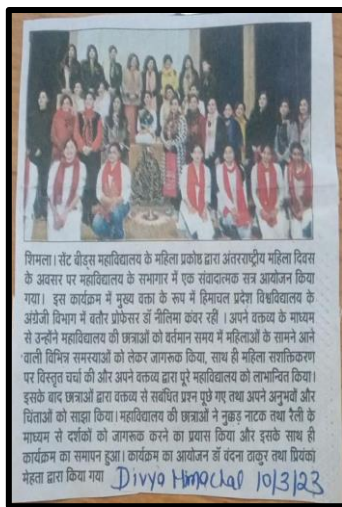 शिमला। सेंट बीड्स महाविद्यालय के महिला प्रकोष्ठ द्वारा अंतरराष्ट्रीय महिला दिवस
के अवसर पर महाविद्यालय के सभागार में एक संवादात्मक सत्र आयोजन किया
गया। इस कार्यक्रम में मुख्य वक्ता के रूप में हिमाचल प्रदेश विश्वविद्यालय के
अंग्रेजी विभाग में बतौर प्रोफेसर डॉ नीलिमा कंवर रहीं । अपने वक्तव्य के माध्यम
से उन्होंने महाविद्यालय की छात्राओं को वर्तमान समय में महिलाओं के सामने आने
वाली विभिन्न समस्याओं को लेकर जागरूक किया, साथ ही महिला सशक्तिकरण
पर विस्तृत चर्चा की और अपने वक्तव्य द्वारा पूरे महाविद्यालय को लाभान्वित किया।
इसके बाद छात्राओं द्वारा वक्तव्य से सबंधित प्रश्न पूछे गए तथा अपने अनुभवों और
चिंताओं को साझा किया। महाविद्यालय की छात्राओं ने नुक्कड़ नाटक तथा रैली के
माध्यम से दर्शकों को जागरूक करने का प्रयास किया और इसके साथ ही
कार्यक्रम का समापन हुआ। कार्यक्रम का आयोजन डॉ वंदना ठाकुर तथा प्रियंका
मेहता द्वारा किया गया Divya Himachal 10/3/23